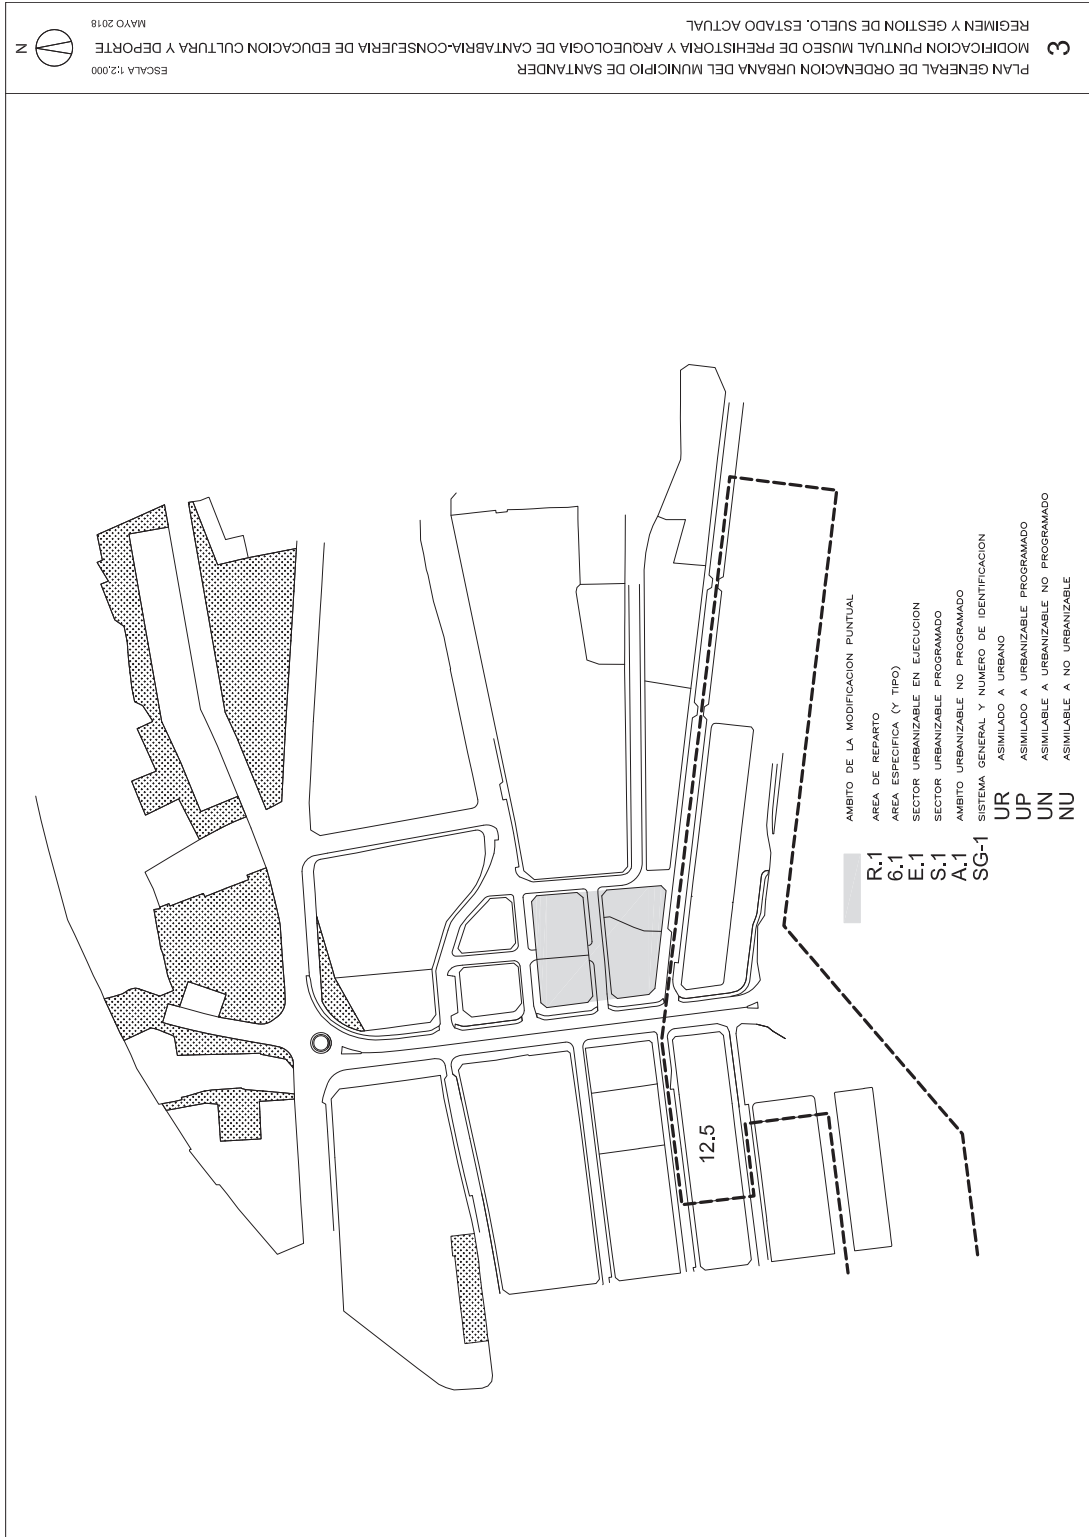 PLAN GENERAL DE ORDENACION URBANA DEL MUNICIPIO DE SANTANDER
MODIFICACION PUNTUAL MUSEO DE PREHISTORIA Y ARQUEOLOGIA DE CANTABRIA-CONSEJERIA DE EDUCACION CULTURA Y DEPORTE
REGIMEN Y GESTION DE SUELO. ESTADO ACTUAL
3
ESCALA 1:2,000
MAYO 2018
N
12.5
AMBITO DE LA MODIFICACION PUNTUAL
R.1 AREA DE REPARTO
6.1 AREA ESPECIFICA (Y TIPO)
E.1 SECTOR URBANIZABLE EN EJECUCION
S.1 SECTOR URBANIZABLE PROGRAMADO
A.1 AMBITO URBANIZABLE NO PROGRAMADO
SG-1 SISTEMA GENERAL Y NUMERO DE IDENTIFICACION
UR ASIMILADO A URBANO
UP ASIMILADO A URBANIZABLE PROGRAMADO
UN ASIMILABLE A URBANIZABLE NO PROGRAMADO
NU ASIMILABLE A NO URBANIZABLE